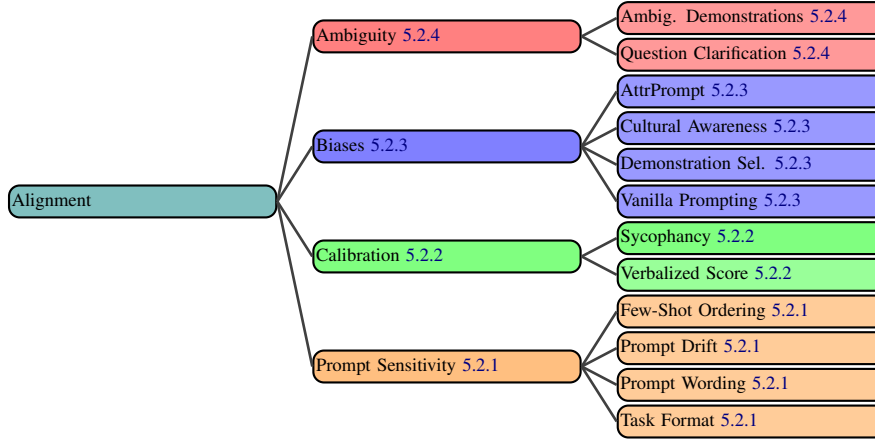 Alignment
Ambiguity 5.2.4
Ambig. Demonstrations 5.2.4
Question Clarification 5.2.4
Biases 5.2.3
AttrPrompt 5.2.3
Cultural Awareness 5.2.3
Demonstration Sel. 5.2.3
Vanilla Prompting 5.2.3
Calibration 5.2.2
Sycophancy 5.2.2
Verbalized Score 5.2.2
Prompt Sensitivity 5.2.1
Few-Shot Ordering 5.2.1
Prompt Drift 5.2.1
Prompt Wording 5.2.1
Task Format 5.2.1